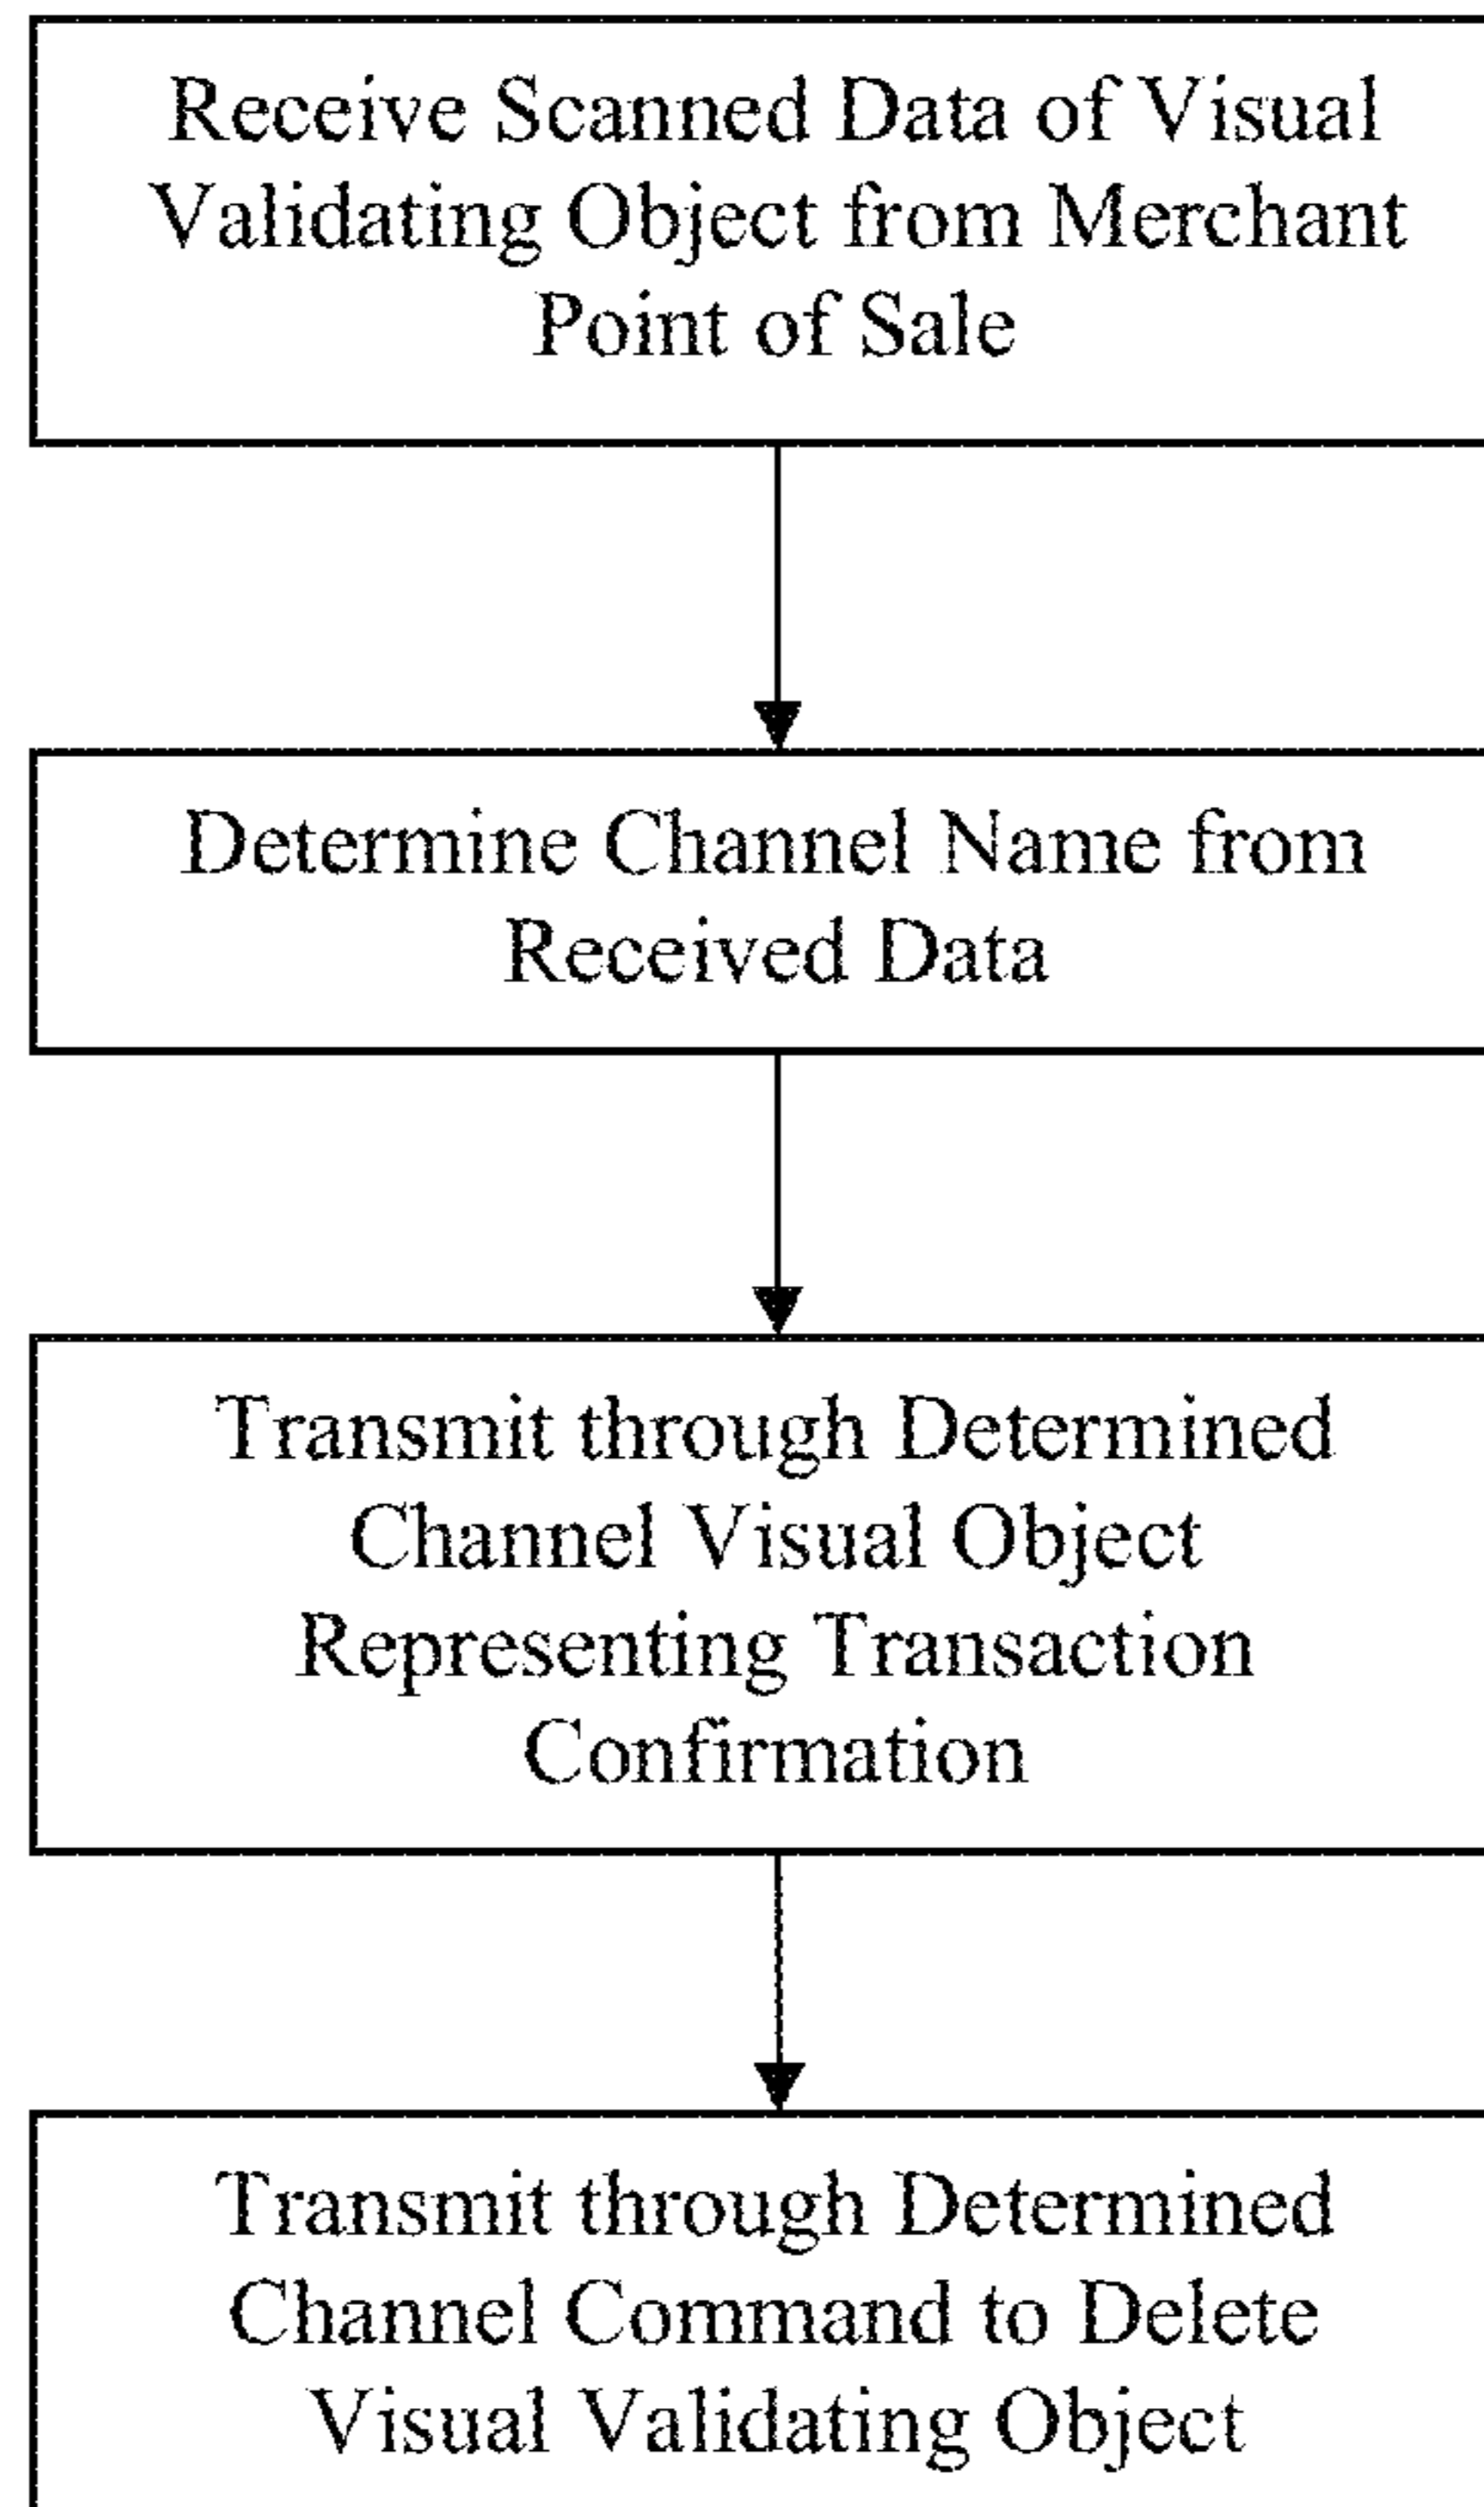 Receive Scanned Data of Visual
Validating Object from Merchant
Point of Sale
Determine Channel Name from
Received Data
Transmit through Determined
Channel Visual Object
Representing Transaction
Confirmation
Transmit through Determined
Channel Command to Delete
Visual Validating Object